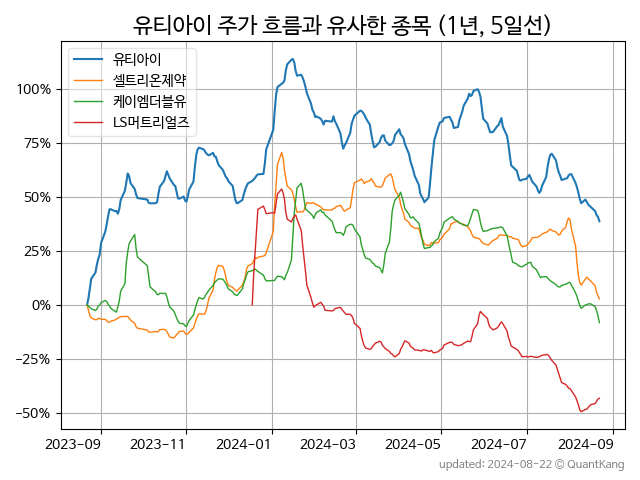 유티아이 주가 흐름과 유사한 종목 (1년, 5일선)
유티아이
셀트리온제약
케이엠더블유
LS머트리얼즈
100%
75%
50%
25%
0%
−25%
−50%
2023-09 2023-11 2024-01 2024-03 2024-05 2024-07 2024-09
updated: 2024-08-22 © QuantKang